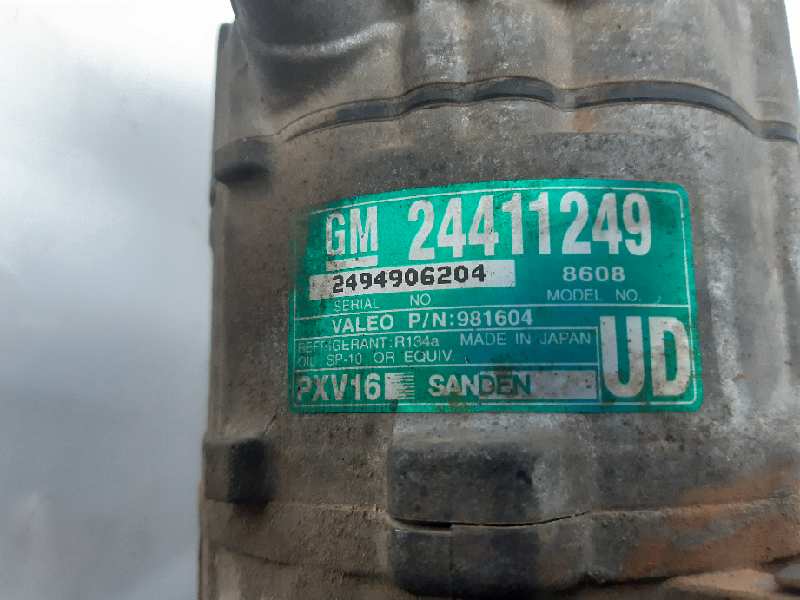 GM 24411249
2494906204 8608
SERIAL NO MODEL NO.
VALEO P/N:981604
REFRIGERANT:R134a MADE IN JAPAN
OIL SP-10 OR EQUIV
PXV16 SANDEN UD